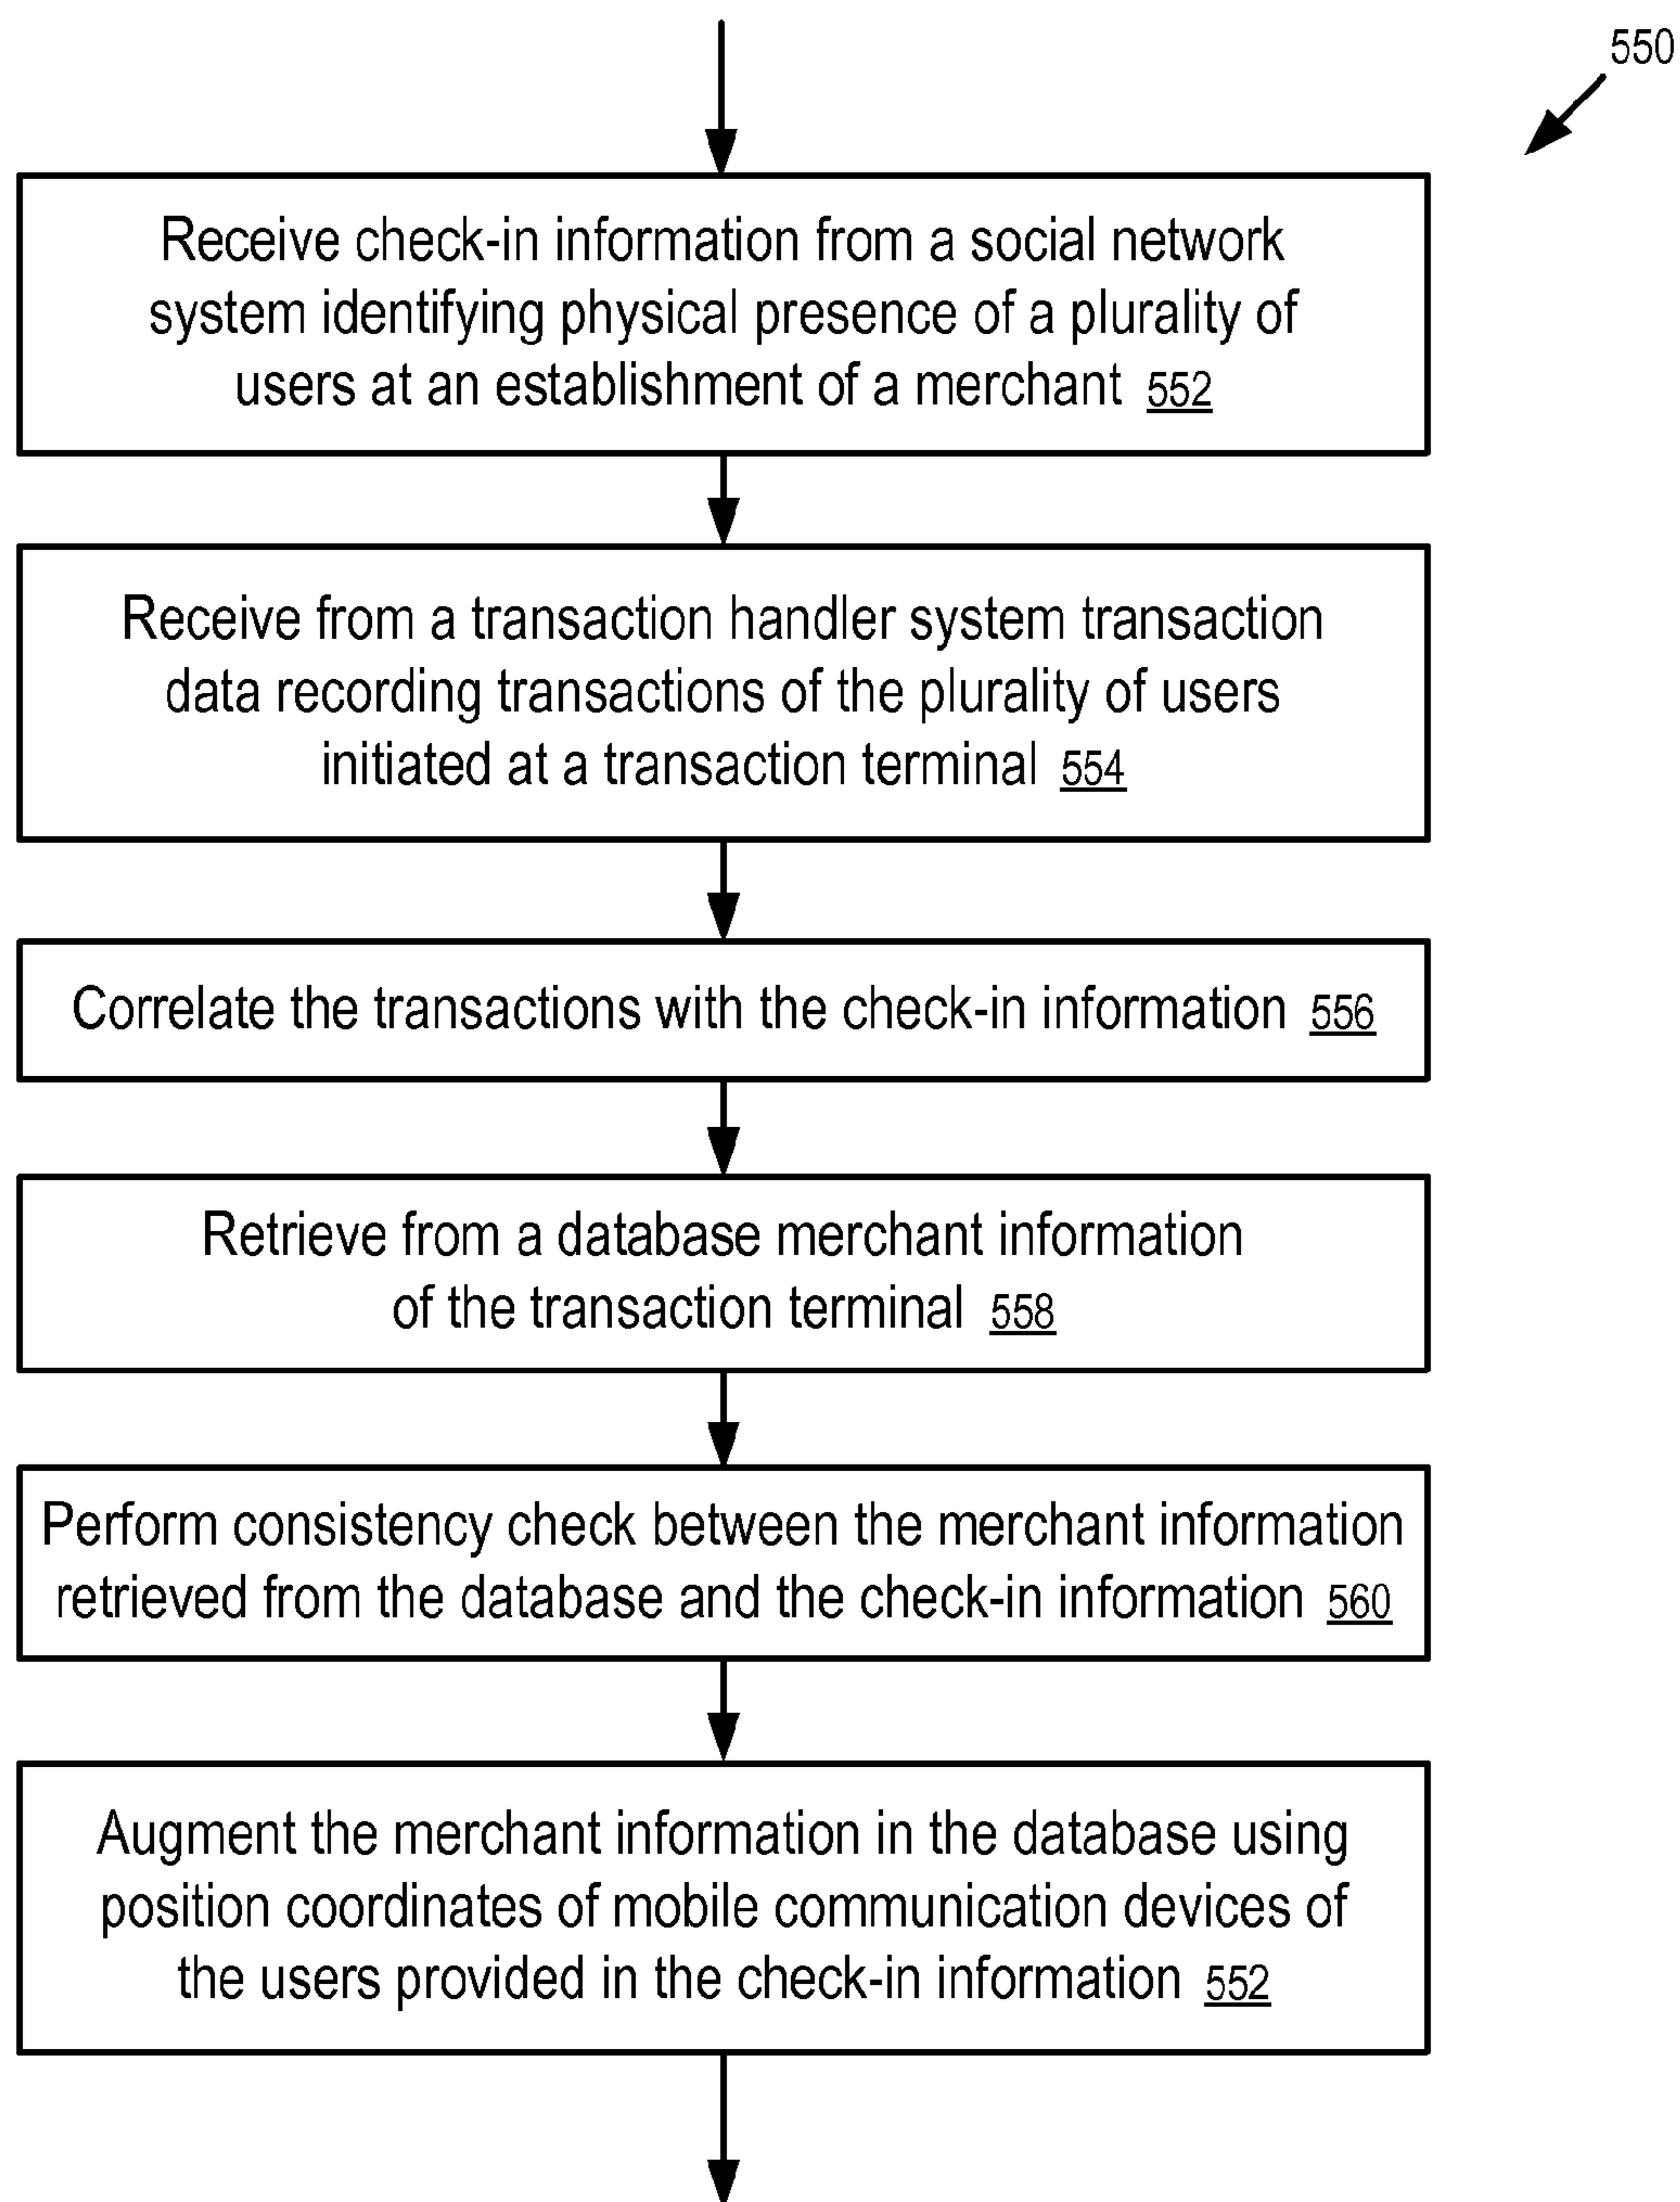 550
Receive check-in information from a social network
system identifying physical presence of a plurality of
users at an establishment of a merchant 552
Receive from a transaction handler system transaction
data recording transactions of the plurality of users
initiated at a transaction terminal 554
Correlate the transactions with the check-in information 556
Retrieve from a database merchant information
of the transaction terminal 558
Perform consistency check between the merchant information
retrieved from the database and the check-in information 560
Augment the merchant information in the database using
position coordinates of mobile communication devices of
the users provided in the check-in information 552